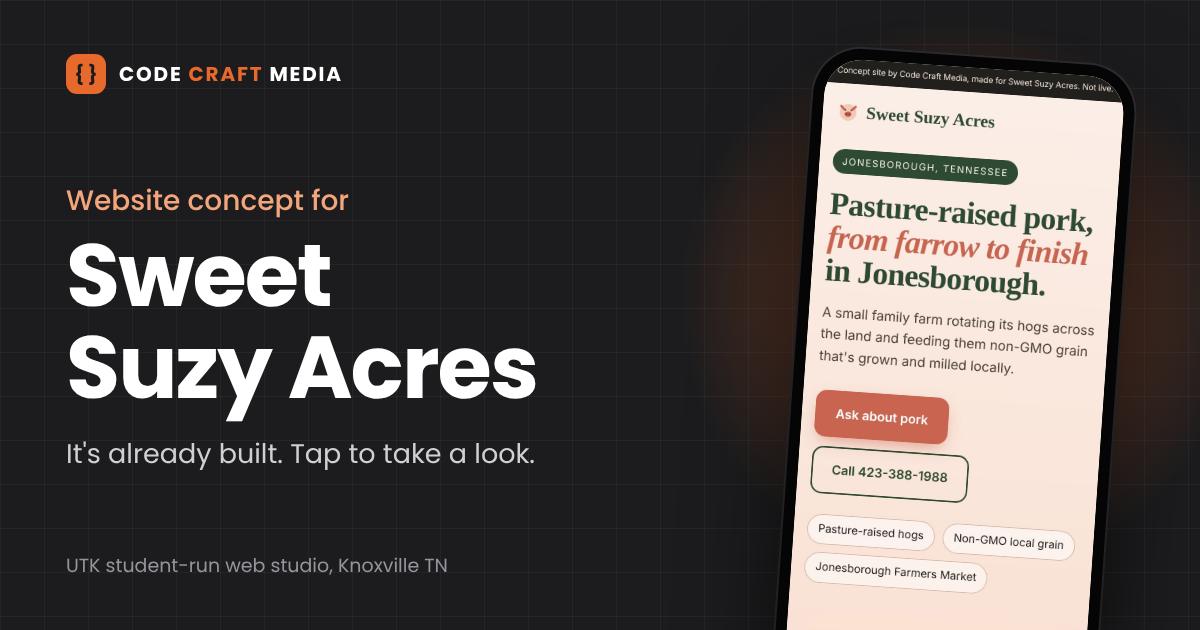 { } CODE CRAFT MEDIA
Website concept for
Sweet
Suzy Acres
It's already built. Tap to take a look.
UTK student-run web studio, Knoxville TN
Concept site by Code Craft Media, made for Sweet Suzy Acres. Not live.
Sweet Suzy Acres
JONESBOROUGH, TENNESSEE
Pasture-raised pork,
from farrow to finish
in Jonesborough.
A small family farm rotating its hogs across
the land and feeding them non-GMO grain
that's grown and milled locally.
Ask about pork
Call 423-388-1988
Pasture-raised hogs
Non-GMO local grain
Jonesborough Farmers Market